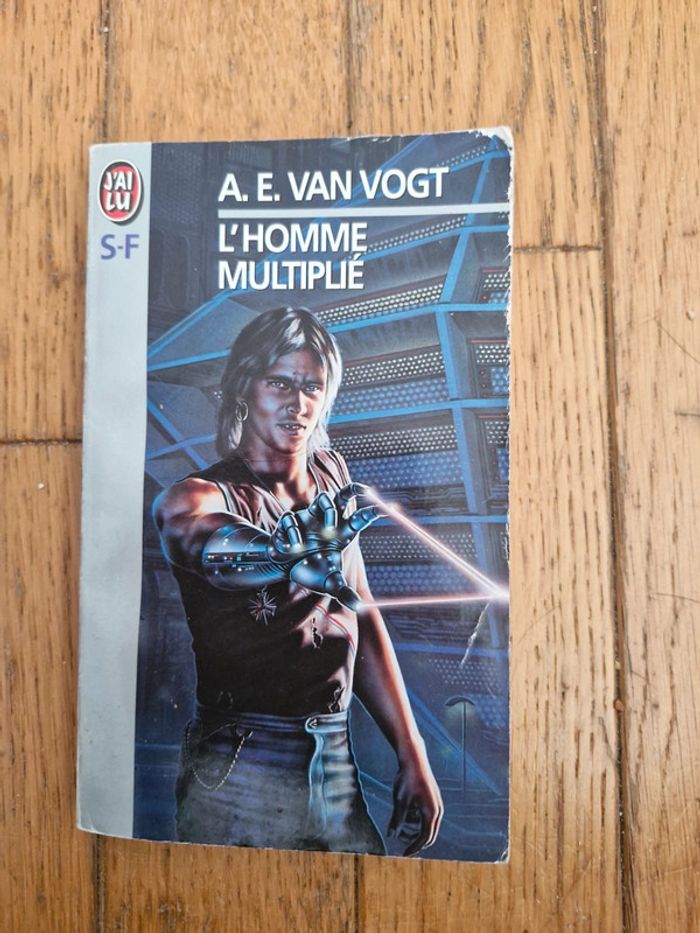 J'AI
LU
S-F
A. E. VAN VOGT
L'HOMME
MULTIPLIÉ